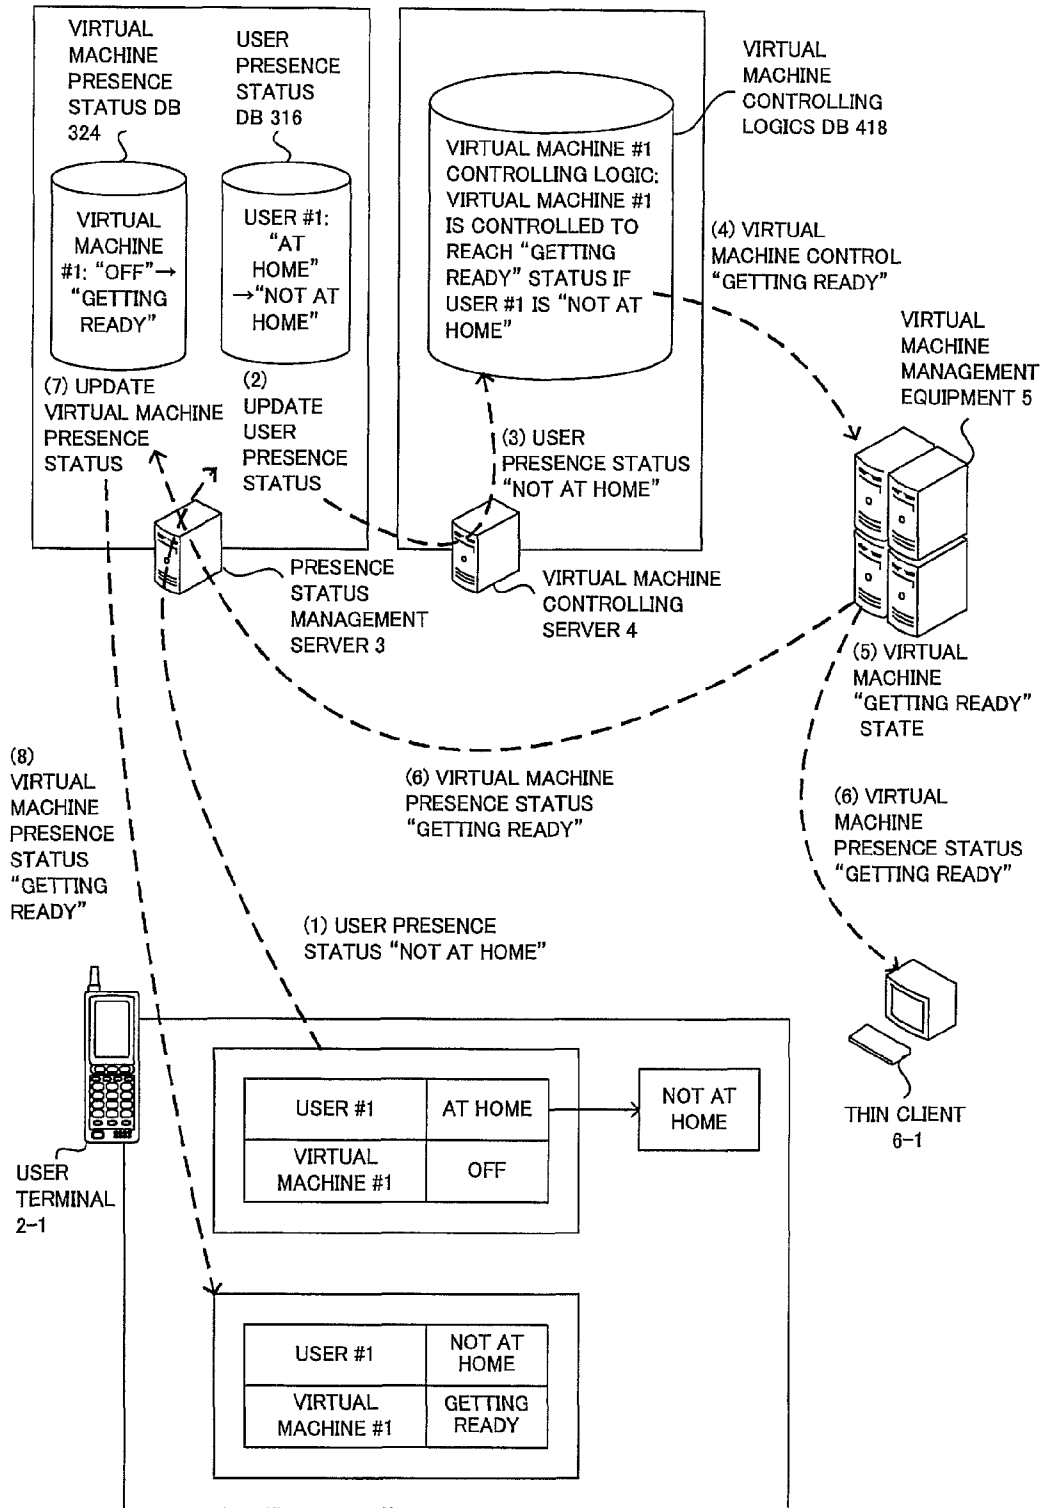 VIRTUAL
MACHINE
PRESENCE
STATUS DB
324
USER
PRESENCE
STATUS
DB 316
VIRTUAL
MACHINE
CONTROLLING
LOGICS DB 418
VIRTUAL
MACHINE
#1: “OFF”→
“GETTING
READY”
USER #1:
“AT
HOME”
→“NOT AT
HOME”
VIRTUAL MACHINE #1
CONTROLLING LOGIC:
VIRTUAL MACHINE #1
IS CONTROLLED TO
REACH “GETTING
READY” STATUS IF
USER #1 IS “NOT AT
HOME”
(4) VIRTUAL
MACHINE CONTROL
“GETTING READY”
VIRTUAL
MACHINE
MANAGEMENT
EQUIPMENT 5
(7) UPDATE
VIRTUAL MACHINE
PRESENCE
STATUS
(2)
UPDATE
USER
PRESENCE
STATUS
(3) USER
PRESENCE STATUS
“NOT AT HOME”
PRESENCE
STATUS
MANAGEMENT
SERVER 3
VIRTUAL MACHINE
CONTROLLING
SERVER 4
(5) VIRTUAL
MACHINE
“GETTING READY”
STATE
(8)
VIRTUAL
MACHINE
PRESENCE
STATUS
“GETTING
READY”
(6) VIRTUAL MACHINE
PRESENCE STATUS
“GETTING READY”
(6) VIRTUAL
MACHINE
PRESENCE STATUS
“GETTING READY”
(1) USER PRESENCE
STATUS “NOT AT HOME”
USER
TERMINAL
2-1
USER #1
AT HOME
VIRTUAL
MACHINE #1
OFF
NOT AT
HOME
THIN CLIENT
6-1
USER #1
NOT AT
HOME
VIRTUAL
MACHINE #1
GETTING
READY